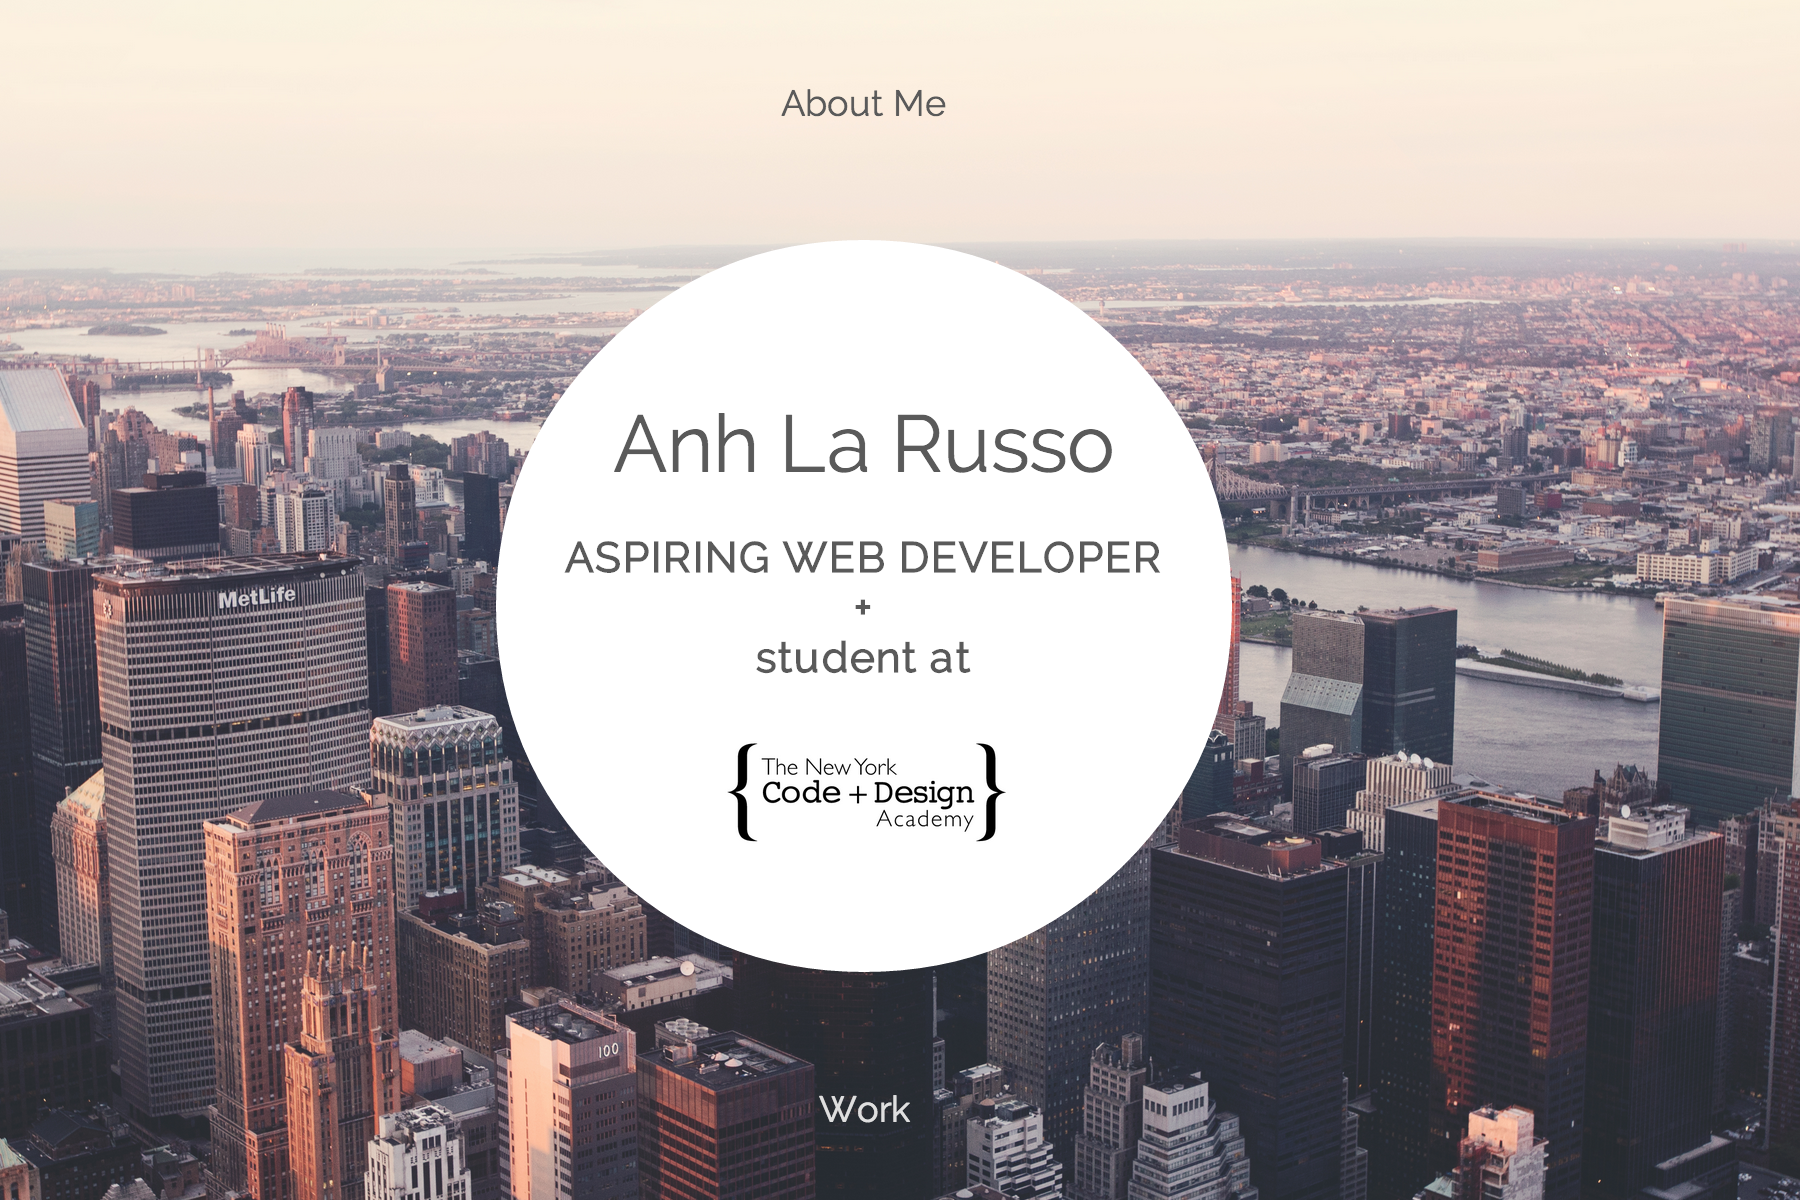 About Me
Anh La Russo
ASPIRING WEB DEVELOPER
+
student at
{The New York
Code + Design
Academy}
MetLife
100
Work